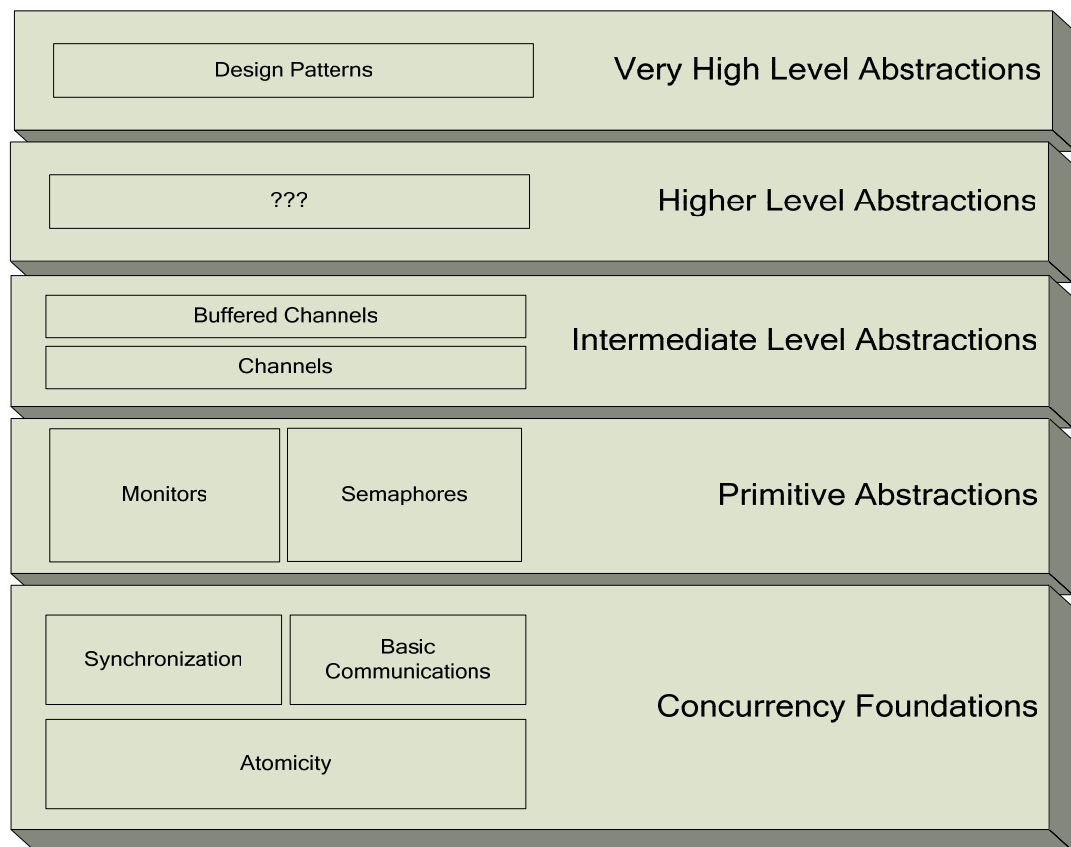 Design Patterns
Very High Level Abstractions
???
Higher Level Abstractions
Buffered Channels
Channels
Intermediate Level Abstractions
Monitors
Semaphores
Primitive Abstractions
Synchronization
Basic
Communications
Atomicity
Concurrency Foundations